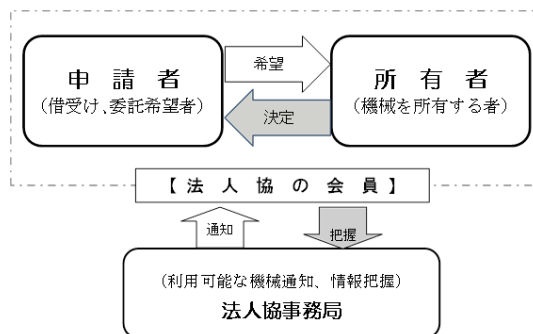 申請者
(借受け、委託希望者)
希望
決定
所有者
(機械を所有する者)
【法人協の会員】
通知
把握
(利用可能な機械通知、情報把握)
法人協事務局